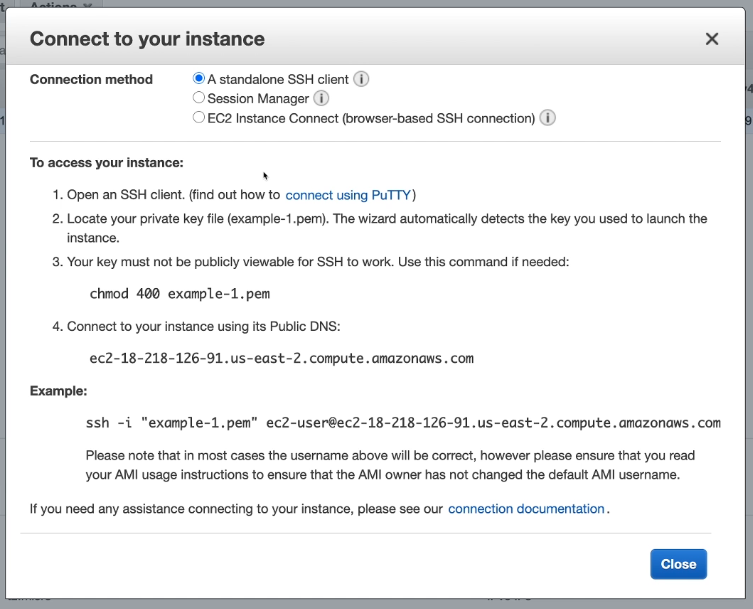 Actions
Connect to your instance
Connection method
A standalone SSH client
Session Manager
EC2 Instance Connect (browser-based SSH connection)
To access your instance:
1. Open an SSH client. (find out how to connect using PuTTY)
2. Locate your private key file (example-1.pem). The wizard automatically detects the key you used to launch the
instance.
3. Your key must not be publicly viewable for SSH to work. Use this command if needed:
chmod 400 example-1.pem
4. Connect to your instance using its Public DNS:
ec2-18-218-126-91.us-east-2.compute.amazonaws.com
Example:
ssh -i "example-1.pem" ec2-user@ec2-18-218-126-91.us-east-2.compute.amazonaws.com
Please note that in most cases the username above will be correct, however please ensure that you read
your AMI usage instructions to ensure that the AMI owner has not changed the default AMI username.
If you need any assistance connecting to your instance, please see our connection documentation.
Close